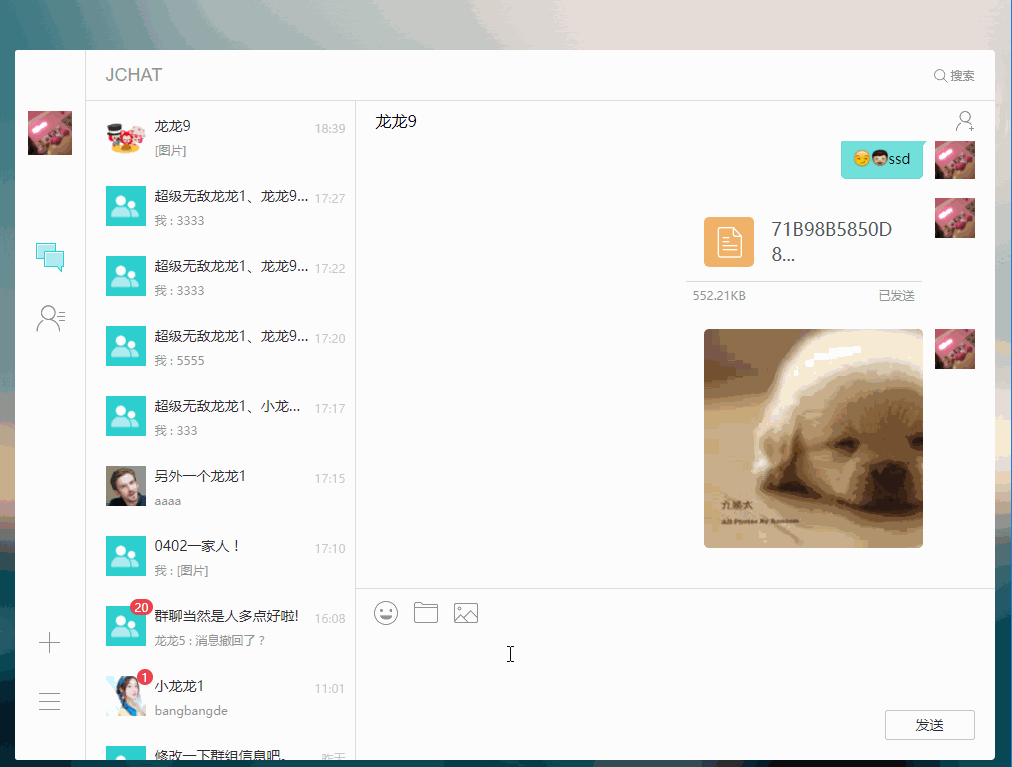 JCHAT
搜索
龙龙9
18:39
[图片]
超级无敌龙龙1、龙龙9...
17:27
我 : 3333
超级无敌龙龙1、龙龙9...
17:22
我 : 3333
超级无敌龙龙1、龙龙9...
17:20
我 : 5555
超级无敌龙龙1、小龙...
17:17
我 : 333
另外一个龙龙1
17:15
aaaa
0402一家人！
17:10
我 : [图片]
20
群聊当然是人多点好啦!
16:08
龙龙5 : 消息撤回了？
1
小龙龙1
11:01
bangbangde
修改一下群组信息吧。
昨天
龙龙9
ssd
71B98B5850D
8...
552.21KB
已发送
发送